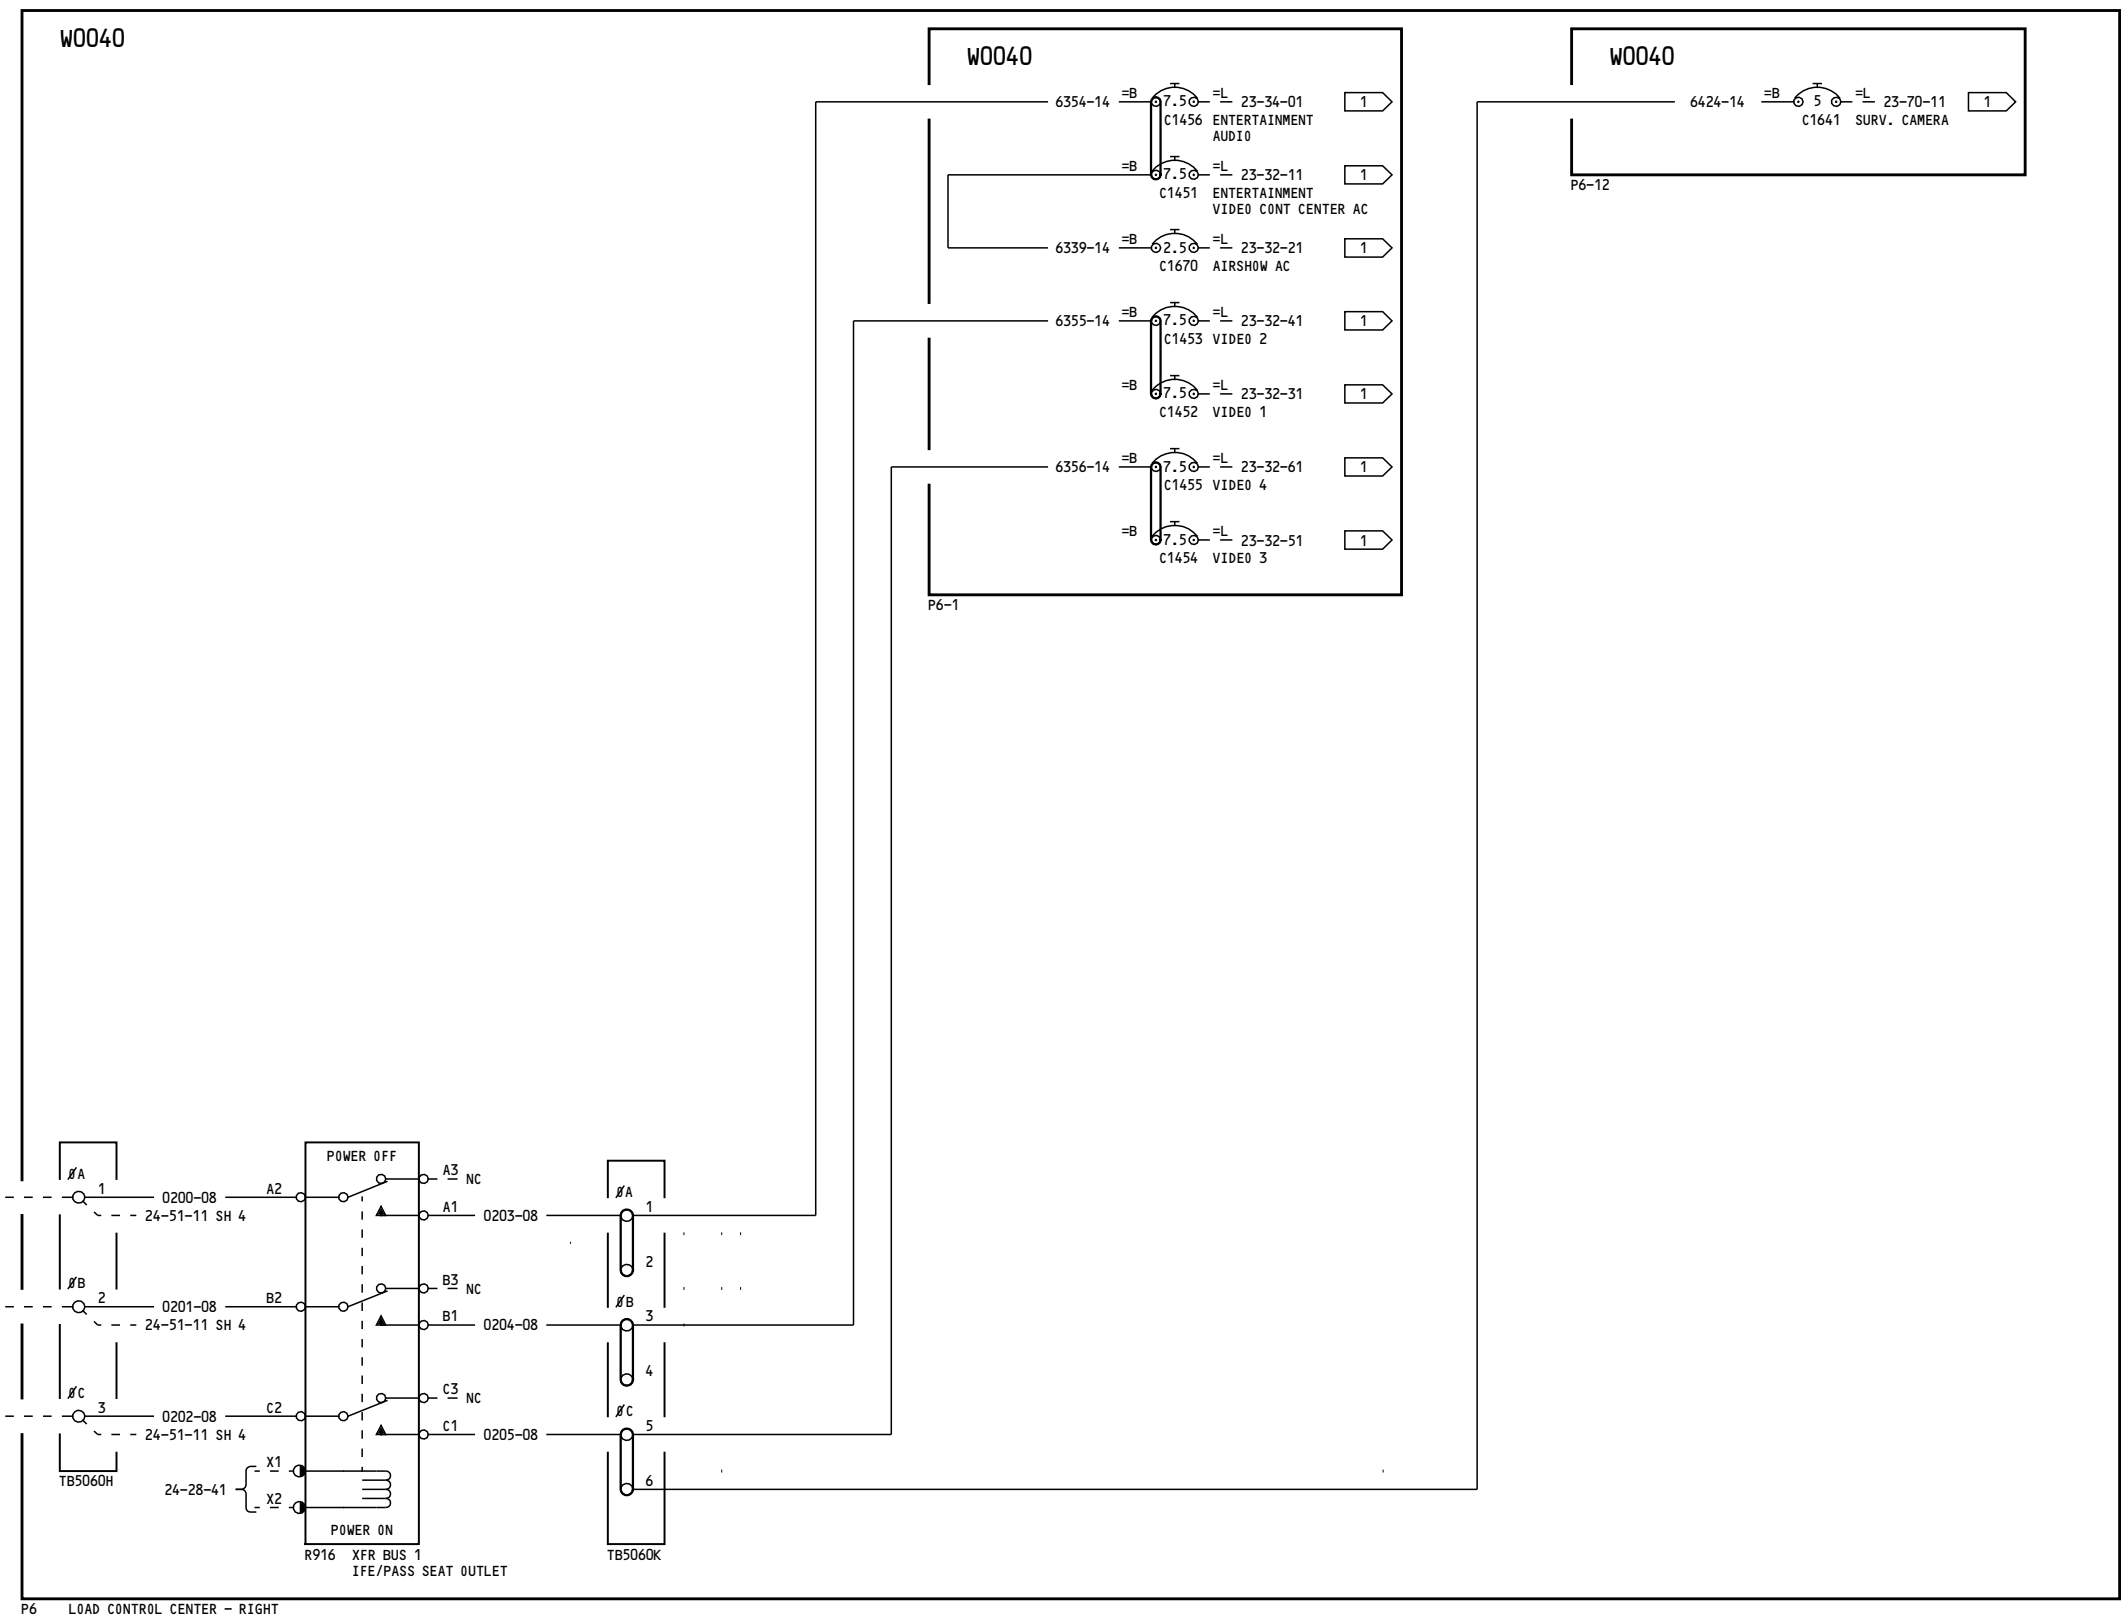 W0040
W0040
6354-14 =B 7.5 =L 23-34-01 1
C1456 ENTERTAINMENT
AUDIO
=B 7.5 =L 23-32-11 1
C1451 ENTERTAINMENT
VIDEO CONT CENTER AC
6339-14 =B 2.5 =L 23-32-21 1
C1670 AIRSHOW AC
6355-14 =B 7.5 =L 23-32-41 1
C1453 VIDEO 2
=B 7.5 =L 23-32-31 1
C1452 VIDEO 1
6356-14 =B 7.5 =L 23-32-61 1
C1455 VIDEO 4
=B 7.5 =L 23-32-51 1
C1454 VIDEO 3
P6-1
W0040
6424-14 =B 5 =L 23-70-11 1
C1641 SURV. CAMERA
P6-12
ØA
1 0200-08 A2
24-51-11 SH 4
ØB
2 0201-08 B2
24-51-11 SH 4
ØC
3 0202-08 C2
24-51-11 SH 4
TB5060H
X1
24-28-41
X2
POWER OFF
A3 NC
A1 0203-08
B3 NC
B1 0204-08
C3 NC
C1 0205-08
POWER ON
R916 XFR BUS 1
IFE/PASS SEAT OUTLET
ØA
1
2
ØB
3
4
ØC
5
6
TB5060K
P6 LOAD CONTROL CENTER - RIGHT